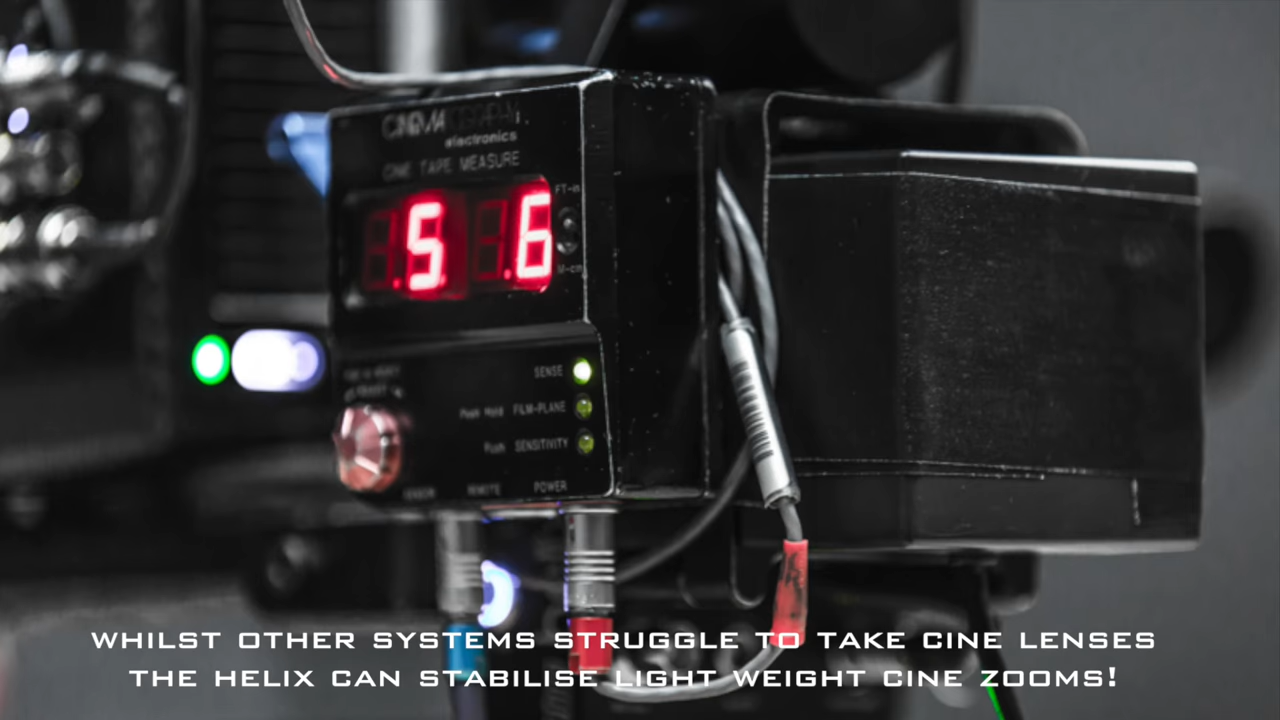 CINEMATOGRAPHY
electronics
CINE TAPE MEASURE
FT-in
5 6
M-cm
SENSE
Push Hold FILM-PLANE
Push SENSITIVITY
SENSOR REMOTE POWER
WHILST OTHER SYSTEMS STRUGGLE TO TAKE CINE LENSES
THE HELIX CAN STABILISE LIGHT WEIGHT CINE ZOOMS!